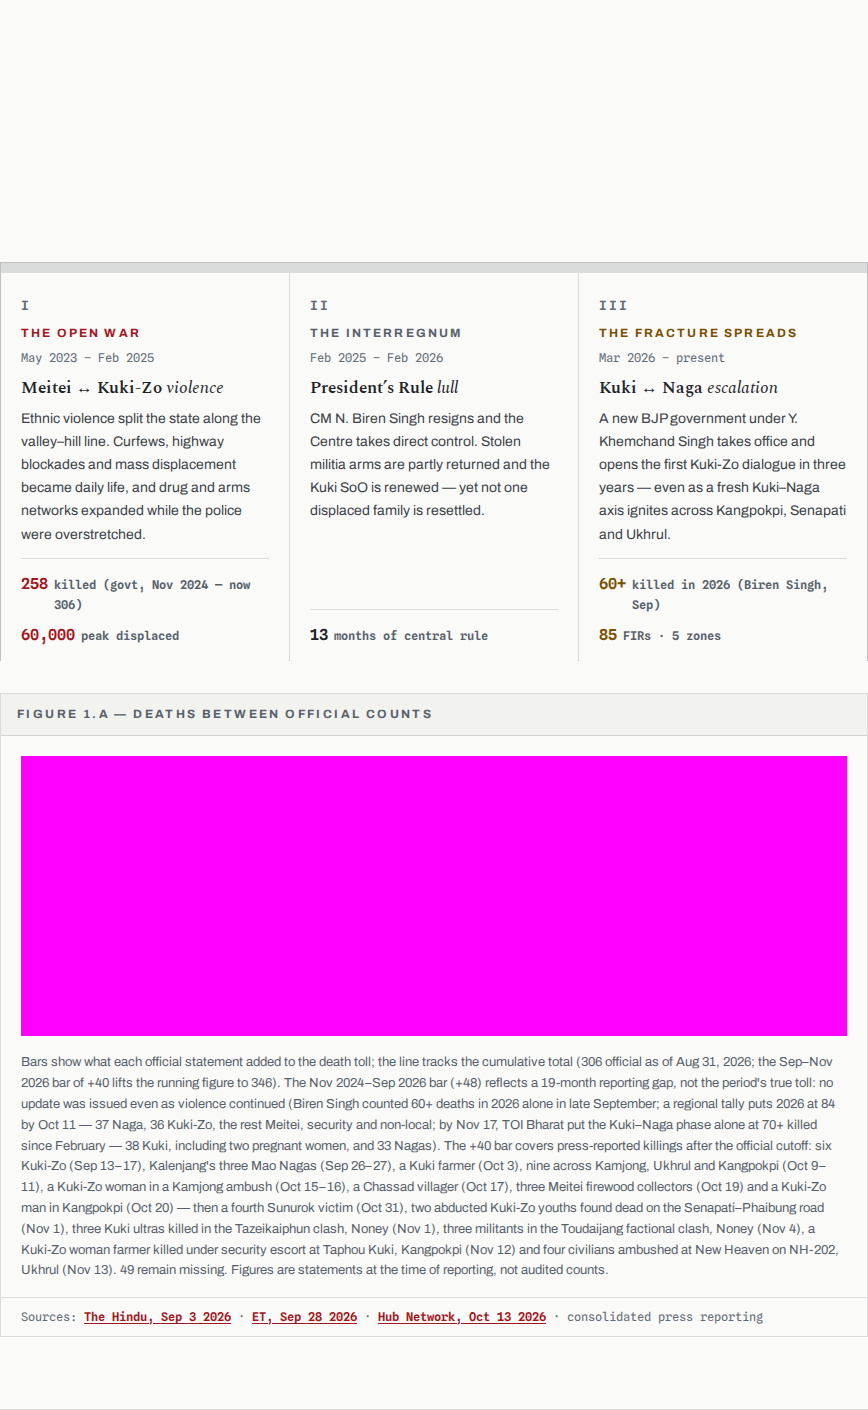 I
THE OPEN WAR
May 2023 – Feb 2025
Meitei ↔ Kuki-Zo violence
Ethnic violence split the state along the
valley–hill line. Curfews, highway
blockades and mass displacement
became daily life, and drug and arms
networks expanded while the police
were overstretched.
258 killed (govt, Nov 2024 — now
306)
60,000 peak displaced
II
THE INTERREGNUM
Feb 2025 – Feb 2026
President’s Rule lull
CM N. Biren Singh resigns and the
Centre takes direct control. Stolen
militia arms are partly returned and the
Kuki SoO is renewed — yet not one
displaced family is resettled.
13 months of central rule
III
THE FRACTURE SPREADS
Mar 2026 – present
Kuki ↔ Naga escalation
A new BJP government under Y.
Khemchand Singh takes office and
opens the first Kuki-Zo dialogue in three
years — even as a fresh Kuki–Naga
axis ignites across Kangpokpi, Senapati
and Ukhrul.
60+ killed in 2026 (Biren Singh,
Sep)
85 FIRs · 5 zones
FIGURE 1.A — DEATHS BETWEEN OFFICIAL COUNTS
Bars show what each official statement added to the death toll; the line tracks the cumulative total (306 official as of Aug 31, 2026; the Sep–Nov
2026 bar of +40 lifts the running figure to 346). The Nov 2024–Sep 2026 bar (+48) reflects a 19-month reporting gap, not the period's true toll: no
update was issued even as violence continued (Biren Singh counted 60+ deaths in 2026 alone in late September; a regional tally puts 2026 at 84
by Oct 11 — 37 Naga, 36 Kuki-Zo, the rest Meitei, security and non-local; by Nov 17, TOI Bharat put the Kuki–Naga phase alone at 70+ killed
since February — 38 Kuki, including two pregnant women, and 33 Nagas). The +40 bar covers press-reported killings after the official cutoff: six
Kuki-Zo (Sep 13–17), Kalenjang's three Mao Nagas (Sep 26–27), a Kuki farmer (Oct 3), nine across Kamjong, Ukhrul and Kangpokpi (Oct 9–
11), a Kuki-Zo woman in a Kamjong ambush (Oct 15–16), a Chassad villager (Oct 17), three Meitei firewood collectors (Oct 19) and a Kuki-Zo
man in Kangpokpi (Oct 20) — then a fourth Sunurok victim (Oct 31), two abducted Kuki-Zo youths found dead on the Senapati–Phaibung road
(Nov 1), three Kuki ultras killed in the Tazeikaiphun clash, Noney (Nov 1), three militants in the Toudaijang factional clash, Noney (Nov 4), a
Kuki-Zo woman farmer killed under security escort at Taphou Kuki, Kangpokpi (Nov 12) and four civilians ambushed at New Heaven on NH-202,
Ukhrul (Nov 13). 49 remain missing. Figures are statements at the time of reporting, not audited counts.
Sources: The Hindu, Sep 3 2026 · ET, Sep 28 2026 · Hub Network, Oct 13 2026 · consolidated press reporting